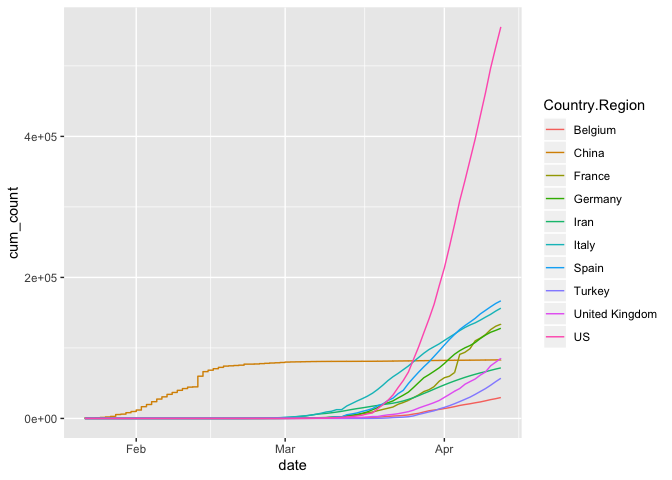 cum_count
4e+05
2e+05
0e+00
Feb
Mar
Apr
date
Country.Region
Belgium
China
France
Germany
Iran
Italy
Spain
Turkey
United Kingdom
US